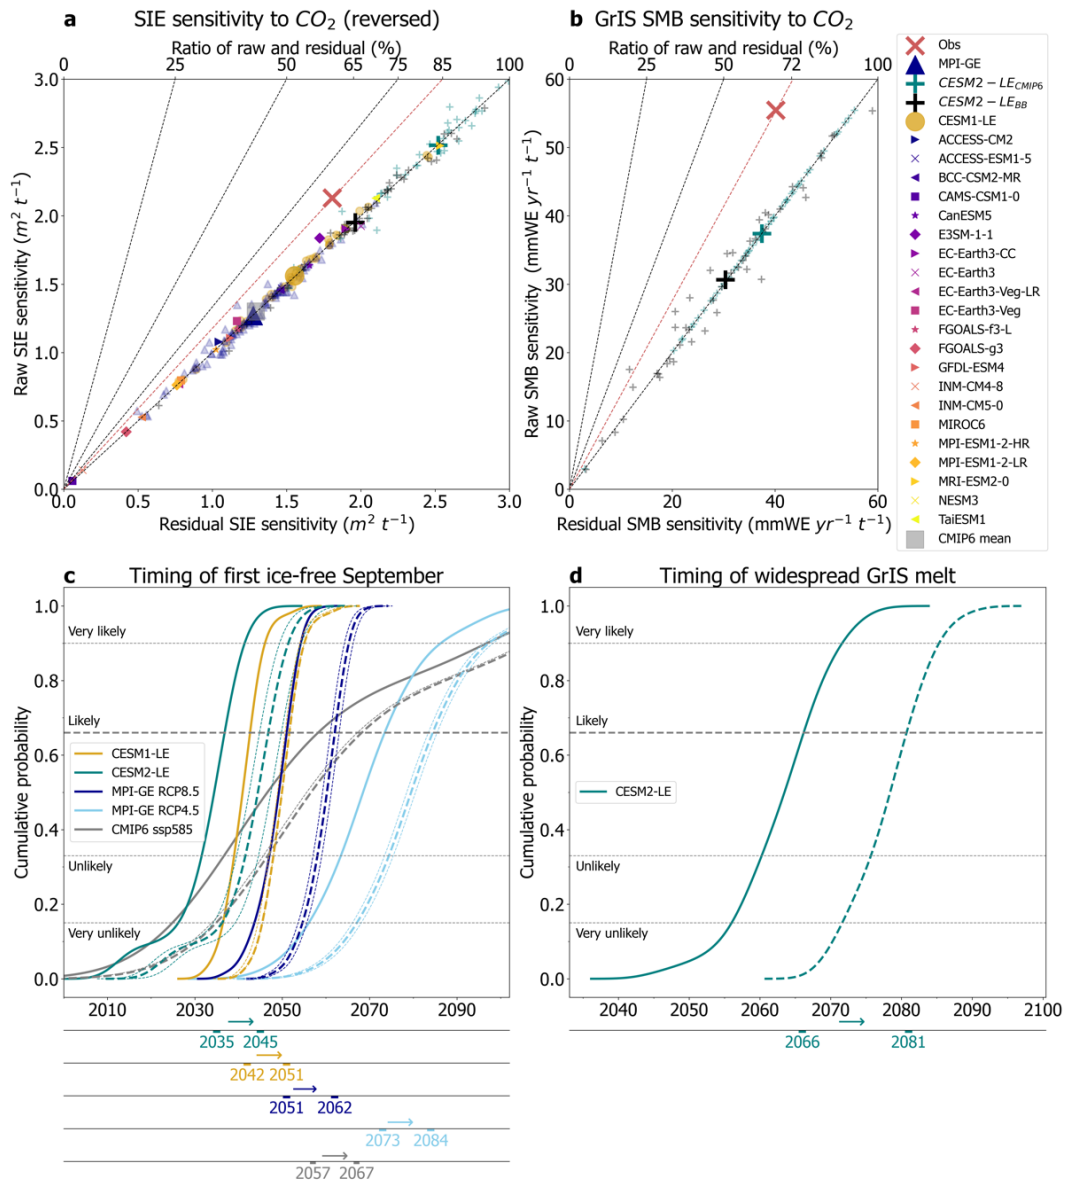 a SIE sensitivity to CO2 (reversed)
Ratio of raw and residual (%)
0 25 50 65 75 85 100
3.0
2.5
2.0
1.5
1.0
0.5
0.0
Raw SIE sensitivity (m² t⁻¹)
0.0 0.5 1.0 1.5 2.0 2.5 3.0
Residual SIE sensitivity (m² t⁻¹)
b GrIS SMB sensitivity to CO2
Ratio of raw and residual (%)
0 25 50 67 72 100
60
50
40
30
20
10
0
Raw SMB sensitivity (mmWE yr⁻¹ t⁻¹)
0 20 40 60
Residual SMB sensitivity (mmWE yr⁻¹ t⁻¹)
Obs
MPI-GE
CESM2 − LE_CMIP6
CESM2 − LE_BB
CESM1-LE
ACCESS-CM2
ACCESS-ESM1-5
BCC-CSM2-MR
CAMS-CSM1-0
CanESM5
E3SM-1-1
EC-Earth3-CC
EC-Earth3
EC-Earth3-Veg-LR
EC-Earth3-Veg
FGOALS-f3-L
FGOALS-g3
GFDL-ESM4
INM-CM4-8
INM-CM5-0
MIROC6
MPI-ESM1-2-HR
MPI-ESM1-2-LR
MRI-ESM2-0
NESM3
TaiESM1
CMIP6 mean
c Timing of first ice-free September
1.0
0.8
0.6
0.4
0.2
0.0
Cumulative probability
Very likely
Likely
CESM1-LE
CESM2-LE
MPI-GE RCP8.5
MPI-GE RCP4.5
CMIP6 ssp585
Unlikely
Very unlikely
2010 2030 2050 2070 2090
2035 2045
2042 2051
2051 2062
2073 2084
2057 2067
d Timing of widespread GrIS melt
1.0
0.8
0.6
0.4
0.2
0.0
Cumulative probability
Very likely
Likely
CESM2-LE
Unlikely
Very unlikely
2040 2050 2060 2070 2080 2090 2100
2066 2081